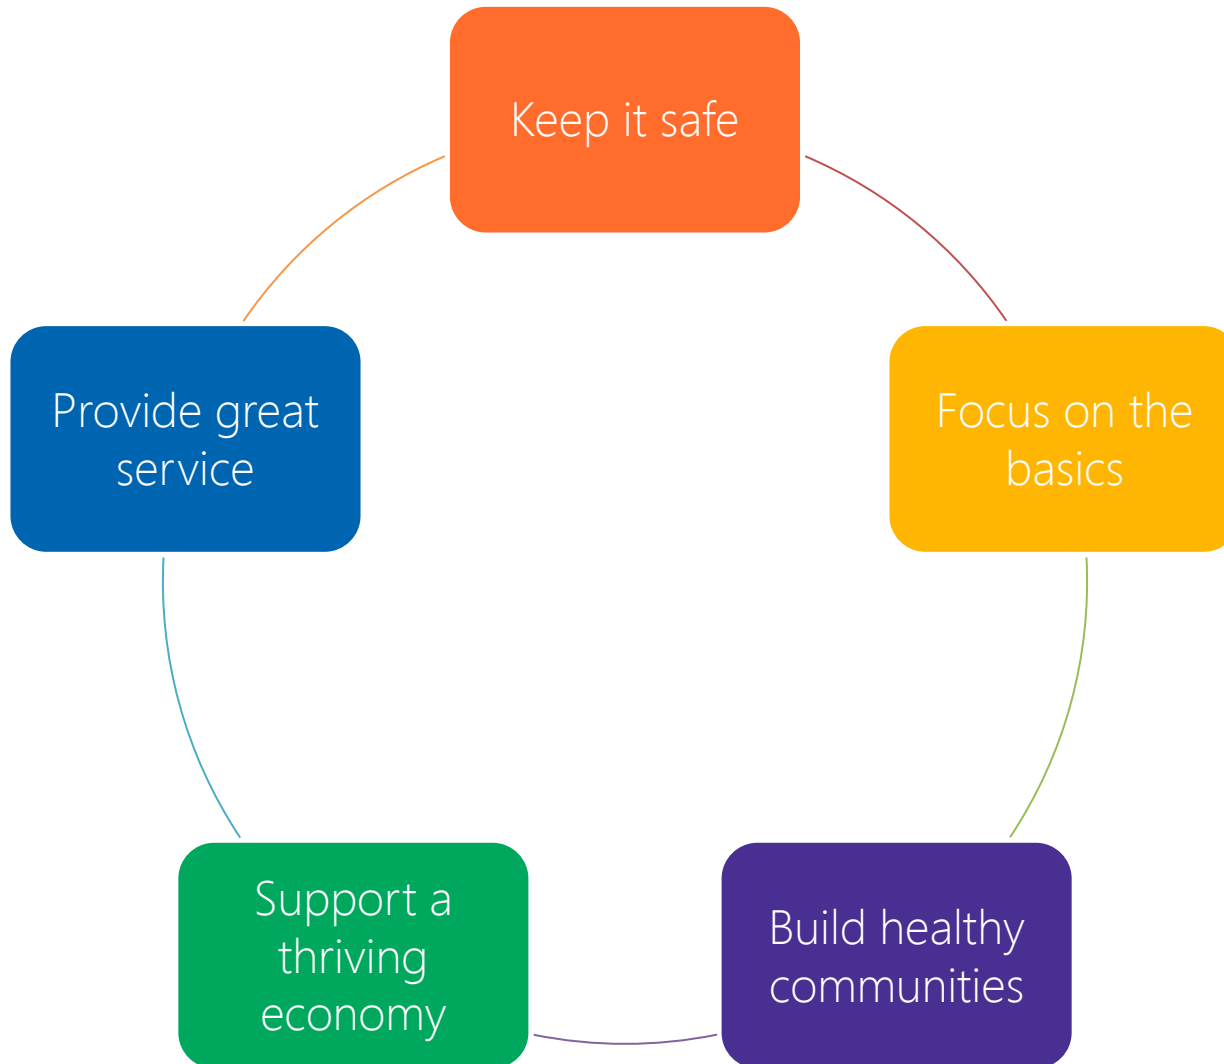 Keep it safe
Focus on the
basics
Build healthy
communities
Support a
thriving
economy
Provide great
service